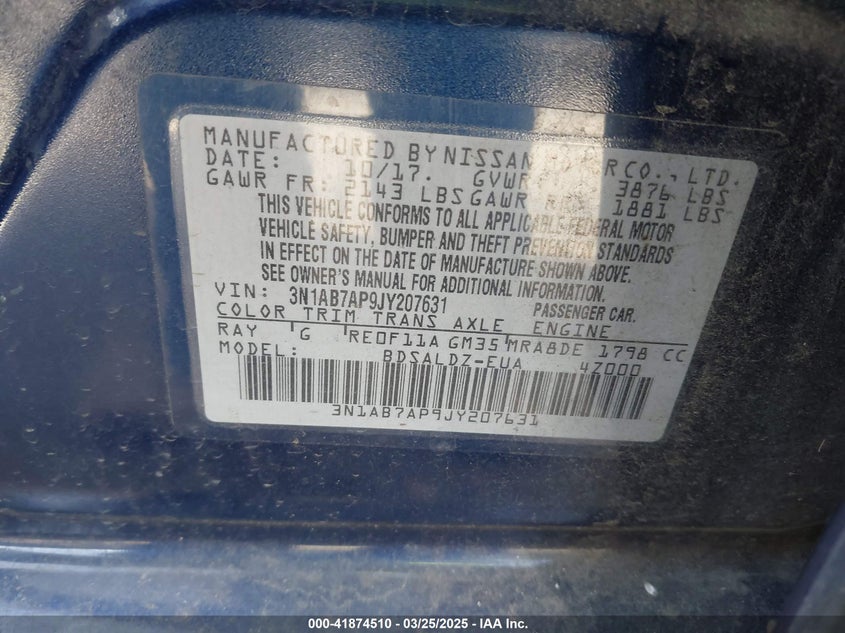 MANUFACTURED BY NISSAN R CO., LTD.
DATE: 10/17. GVWR 3876 LBS
GAWR FR: 2143 LBS GAWR 1881 LBS
THIS VEHICLE CONFORMS TO ALL APPLICABLE FEDERAL MOTOR
VEHICLE SAFETY, BUMPER AND THEFT PREVENTION STANDARDS
IN EFFECT ON THE DATE OF MANUFACTURE SHOWN ABOVE.
SEE OWNER'S MANUAL FOR ADDITIONAL INFORMATION.
VIN: 3N1AB7AP9JY207631 PASSENGER CAR.
COLOR TRIM TRANS AXLE ENGINE
RAY G RE0F11A GM35 MRA8DE 1798 CC
MODEL: BDSALDZ-EUA 4Z000
3N1AB7AP9JY207631
000-41874510 - 03/25/2025 - ©2025 IAA, Inc.